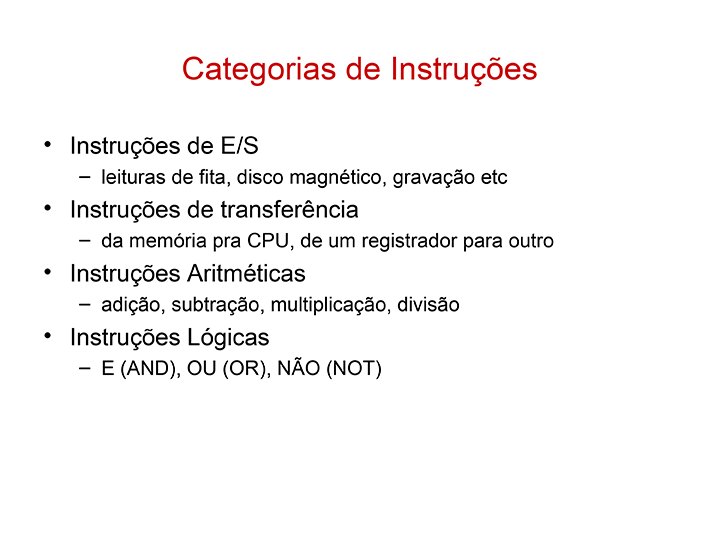 Categorias de Instruções
• Instruções de E/S
– leituras de fita, disco magnético, gravação etc
• Instruções de transferência
– da memória pra CPU, de um registrador para outro
• Instruções Aritméticas
– adição, subtração, multiplicação, divisão
• Instruções Lógicas
– E (AND), OU (OR), NÃO (NOT)